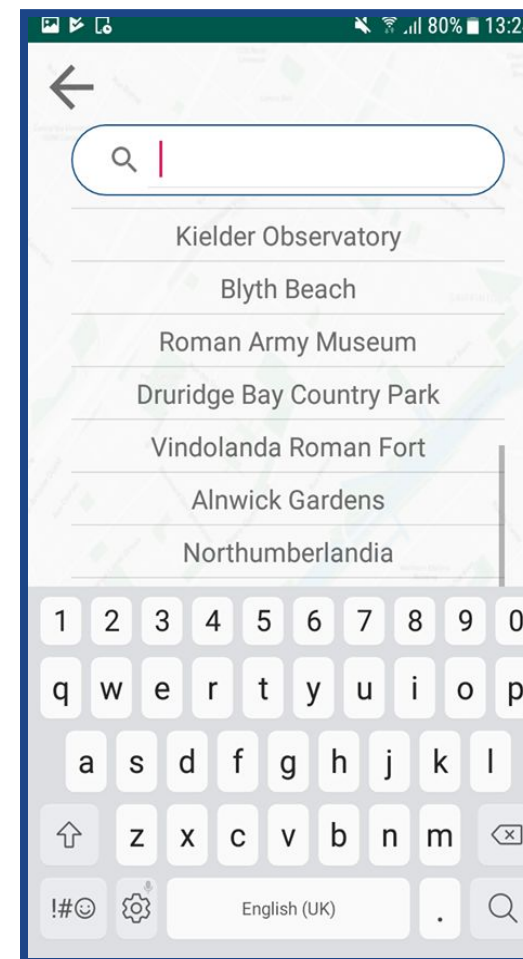 80% 13:2
Kielder Observatory
Blyth Beach
Roman Army Museum
Druridge Bay Country Park
Vindolanda Roman Fort
Alnwick Gardens
Northumberlandia
1 2 3 4 5 6 7 8 9 0
q w e r t y u i o p
a s d f g h j k l
z x c v b n m
!#☺ English (UK) .